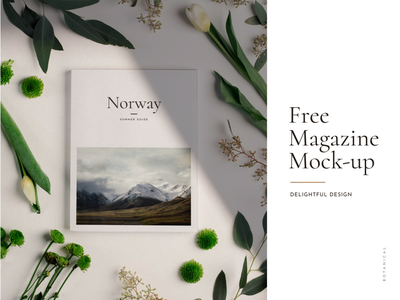 Norway
SUMMER GUIDE
Free
Magazine
Mock-up
DELIGHTFUL DESIGN
BOTANICAL